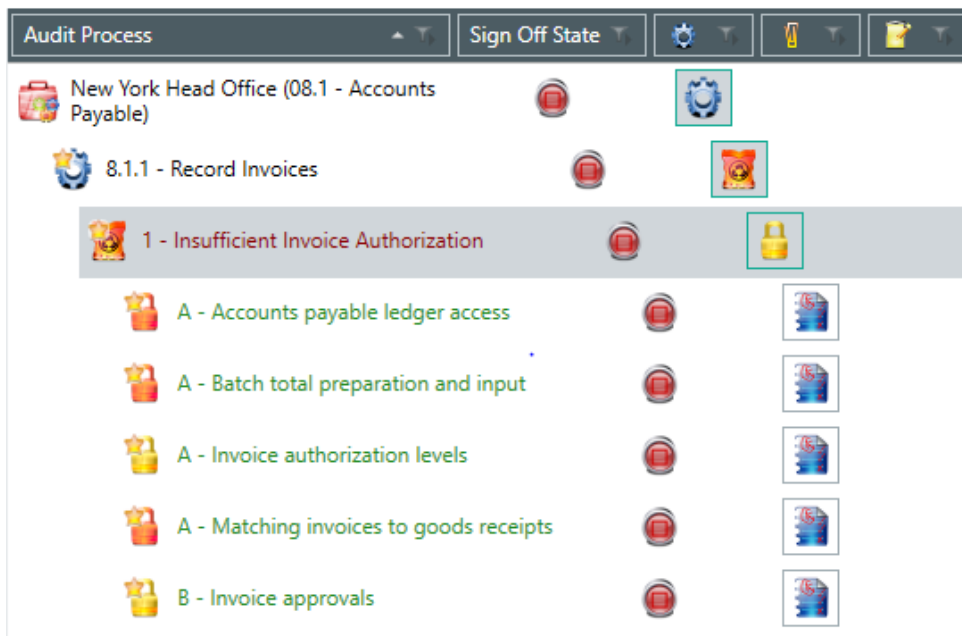 Audit Process
Sign Off State
New York Head Office (08.1 - Accounts
Payable)
8.1.1 - Record Invoices
1 - Insufficient Invoice Authorization
A - Accounts payable ledger access
A - Batch total preparation and input
A - Invoice authorization levels
A - Matching invoices to goods receipts
B - Invoice approvals